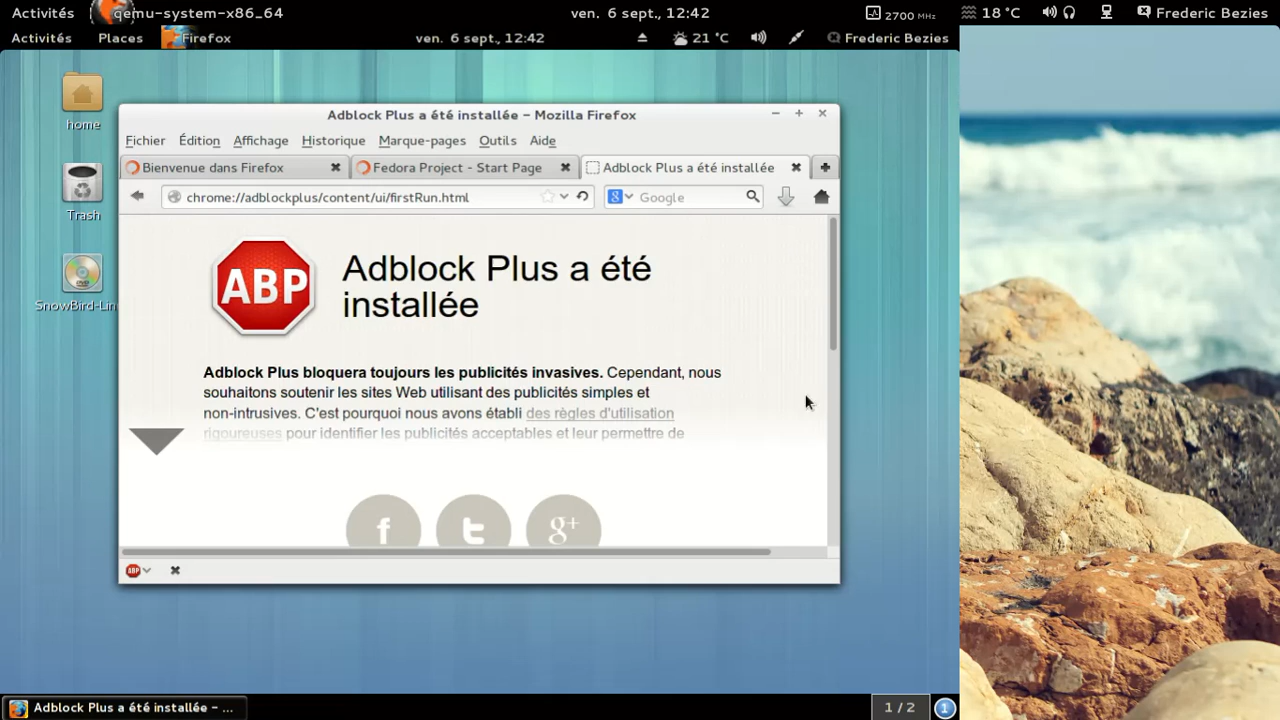 Activités qemu-system-x86_64 ven. 6 sept., 12:42 2700 MHz 18 °C Frederic Bezies
Activités Places Firefox ven. 6 sept., 12:42 21 °C Frederic Bezies
home
Trash
SnowBird-Lin
Adblock Plus a été installée – Mozilla Firefox
Fichier Édition Affichage Historique Marque-pages Outils Aide
Bienvenue dans Firefox Fedora Project - Start Page Adblock Plus a été installée
chrome://adblockplus/content/ui/firstRun.html Google
ABP
Adblock Plus a été
installée
Adblock Plus bloquera toujours les publicités invasives. Cependant, nous
souhaitons soutenir les sites Web utilisant des publicités simples et
non-intrusives. C'est pourquoi nous avons établi des règles d'utilisation
rigoureuses pour identifier les publicités acceptables et leur permettre de
f t g+
ABP
Adblock Plus a été installée – ... 1 / 2 1